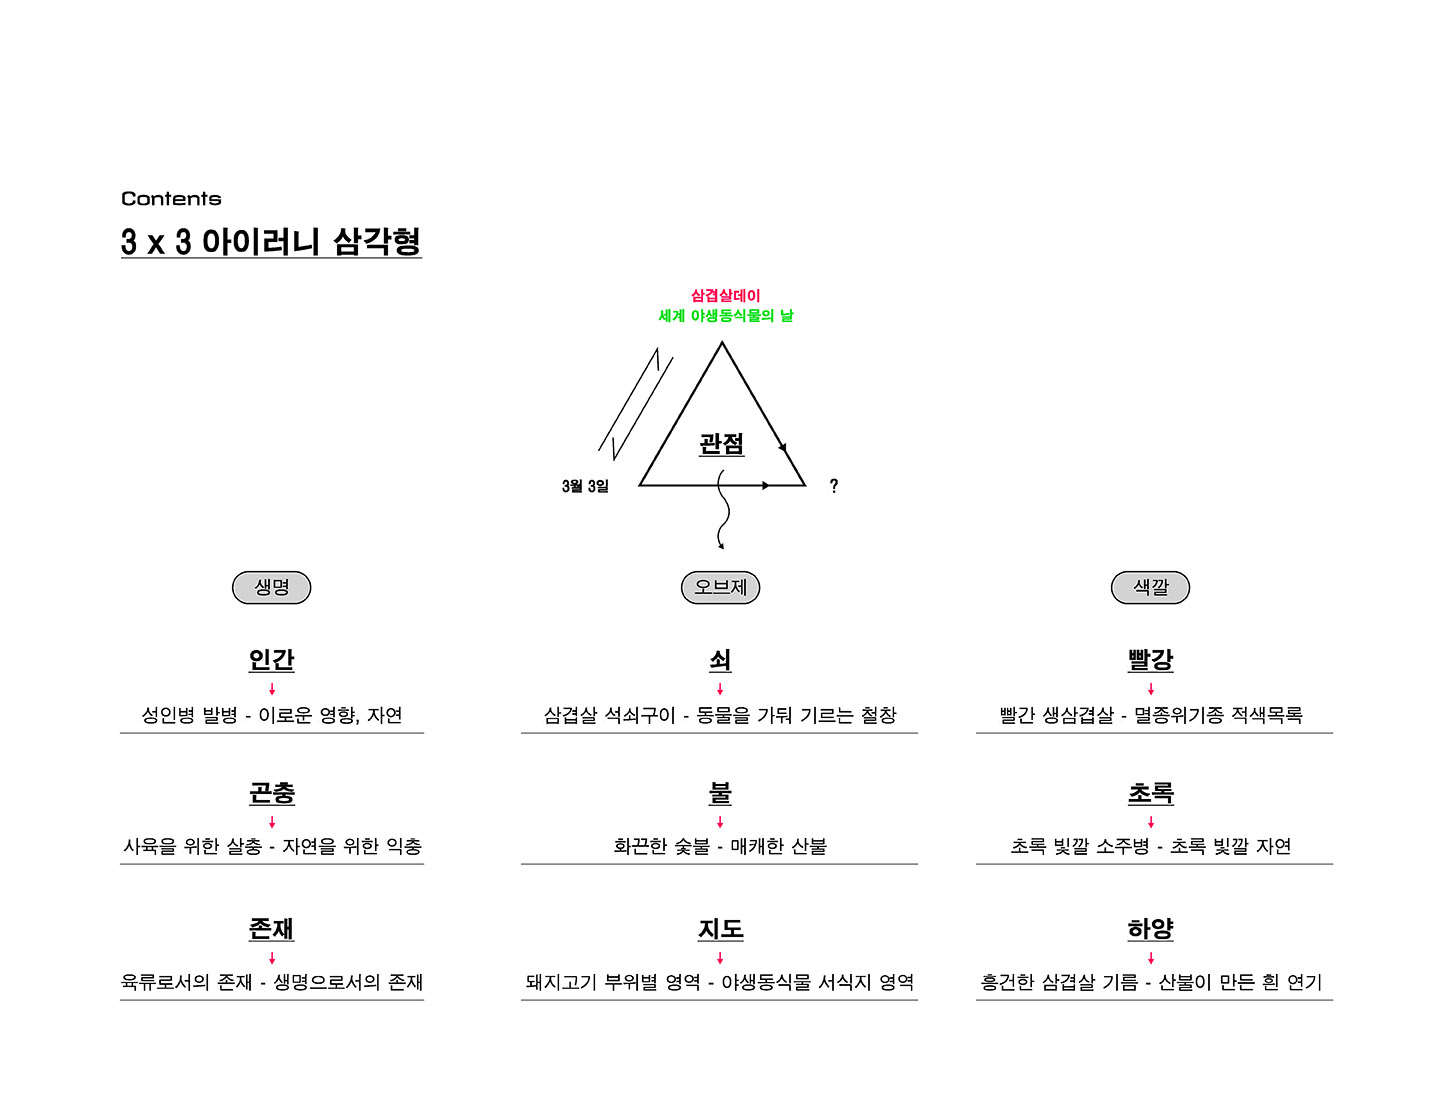 Contents
3 x 3 아이러니 삼각형
삼겹살데이
세계 야생동식물의 날
관점
3월 3일
?
생명
오브제
색깔
인간
쇠
빨강
성인병 발병 - 이로운 영향, 자연
삼겹살 석쇠구이 - 동물을 가둬 기르는 철창
빨간 생삼겹살 - 멸종위기종 적색목록
곤충
불
초록
사육을 위한 살충 - 자연을 위한 익충
화끈한 숯불 - 매캐한 산불
초록 빛깔 소주병 - 초록 빛깔 자연
존재
지도
하양
육류로서의 존재 - 생명으로서의 존재
돼지고기 부위별 영역 - 야생동식물 서식지 영역
흥건한 삼겹살 기름 - 산불이 만든 흰 연기